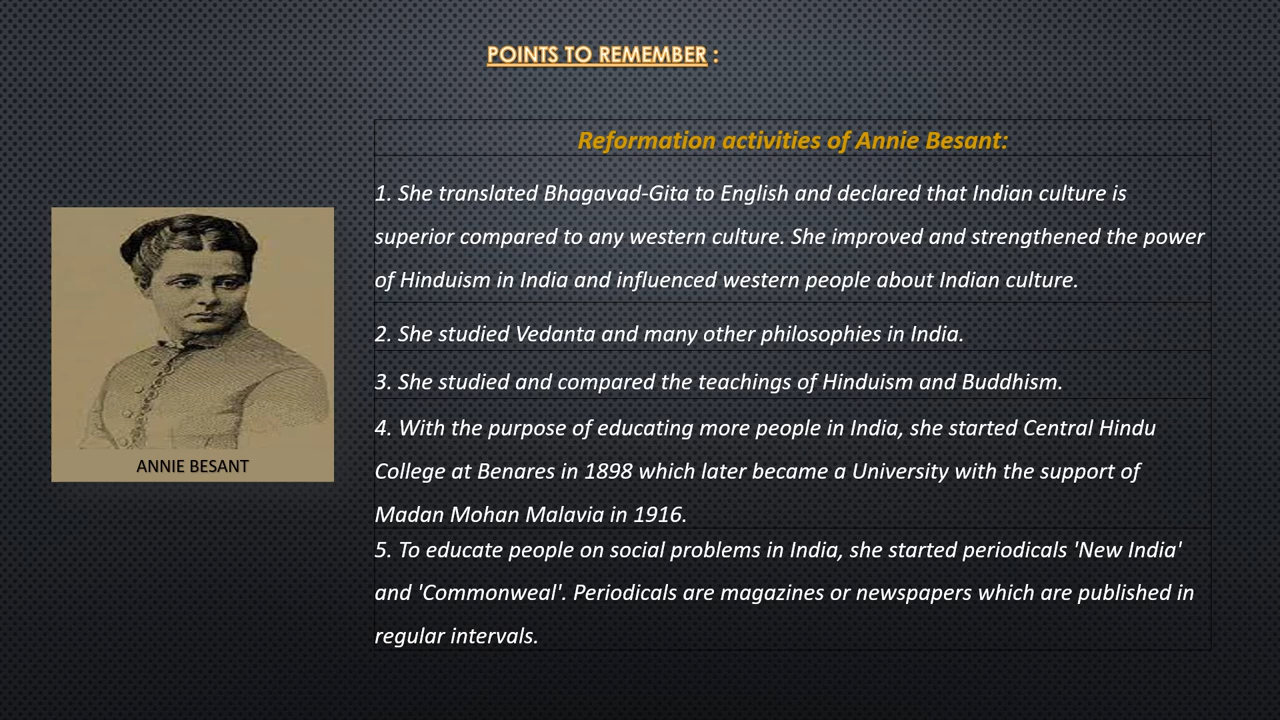 POINTS TO REMEMBER :
Reformation activities of Annie Besant:
1. She translated Bhagavad-Gita to English and declared that Indian culture is
superior compared to any western culture. She improved and strengthened the power
of Hinduism in India and influenced western people about Indian culture.
2. She studied Vedanta and many other philosophies in India.
3. She studied and compared the teachings of Hinduism and Buddhism.
4. With the purpose of educating more people in India, she started Central Hindu
College at Benares in 1898 which later became a University with the support of
Madan Mohan Malavia in 1916.
5. To educate people on social problems in India, she started periodicals 'New India'
and 'Commonweal'. Periodicals are magazines or newspapers which are published in
regular intervals.
ANNIE BESANT